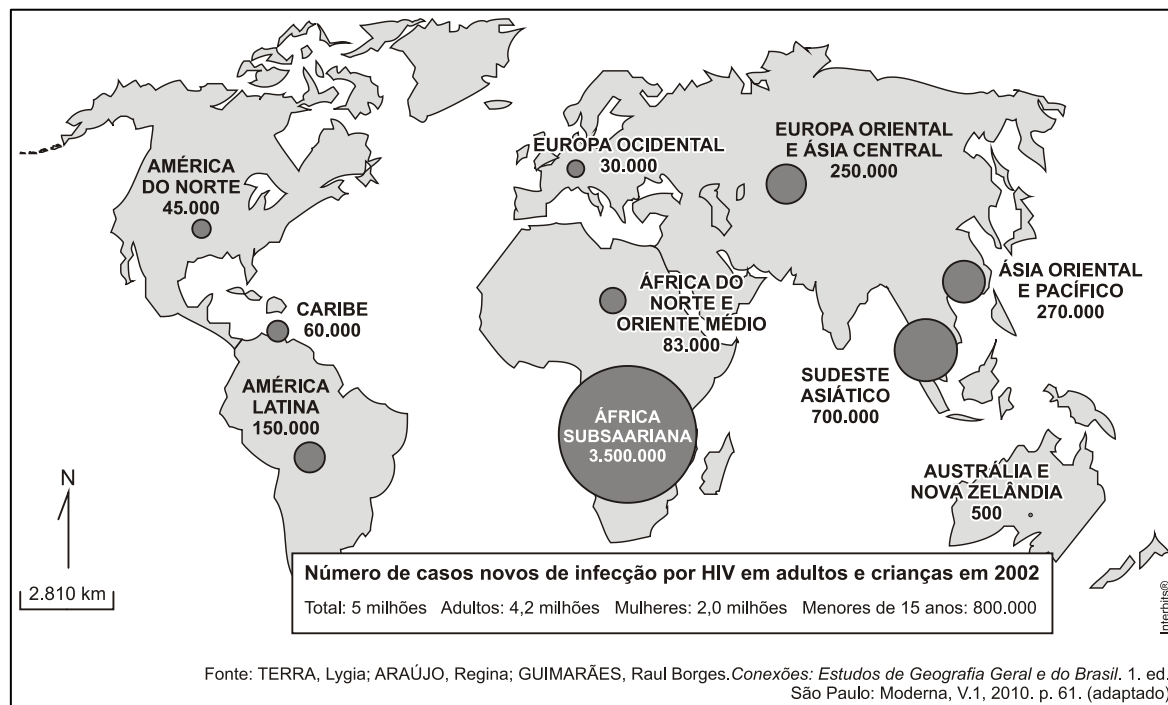 AMÉRICA
DO NORTE
45.000
EUROPA OCIDENTAL
30.000
EUROPA ORIENTAL
E ÁSIA CENTRAL
250.000
CARIBE
60.000
ÁFRICA DO
NORTE E
ORIENTE MÉDIO
83.000
ÁSIA ORIENTAL
E PACÍFICO
270.000
AMÉRICA
LATINA
150.000
ÁFRICA
SUBSAARIANA
3.500.000
SUDESTE
ASIÁTICO
700.000
AUSTRÁLIA E
NOVA ZELÂNDIA
500
N
2.810 km
Número de casos novos de infecção por HIV em adultos e crianças em 2002
Total: 5 milhões Adultos: 4,2 milhões Mulheres: 2,0 milhões Menores de 15 anos: 800.000
Interbits®
Fonte: TERRA, Lygia; ARAÚJO, Regina; GUIMARÃES, Raul Borges. Conexões: Estudos de Geografia Geral e do Brasil. 1. ed.
São Paulo: Moderna, V.1, 2010. p. 61. (adaptado)